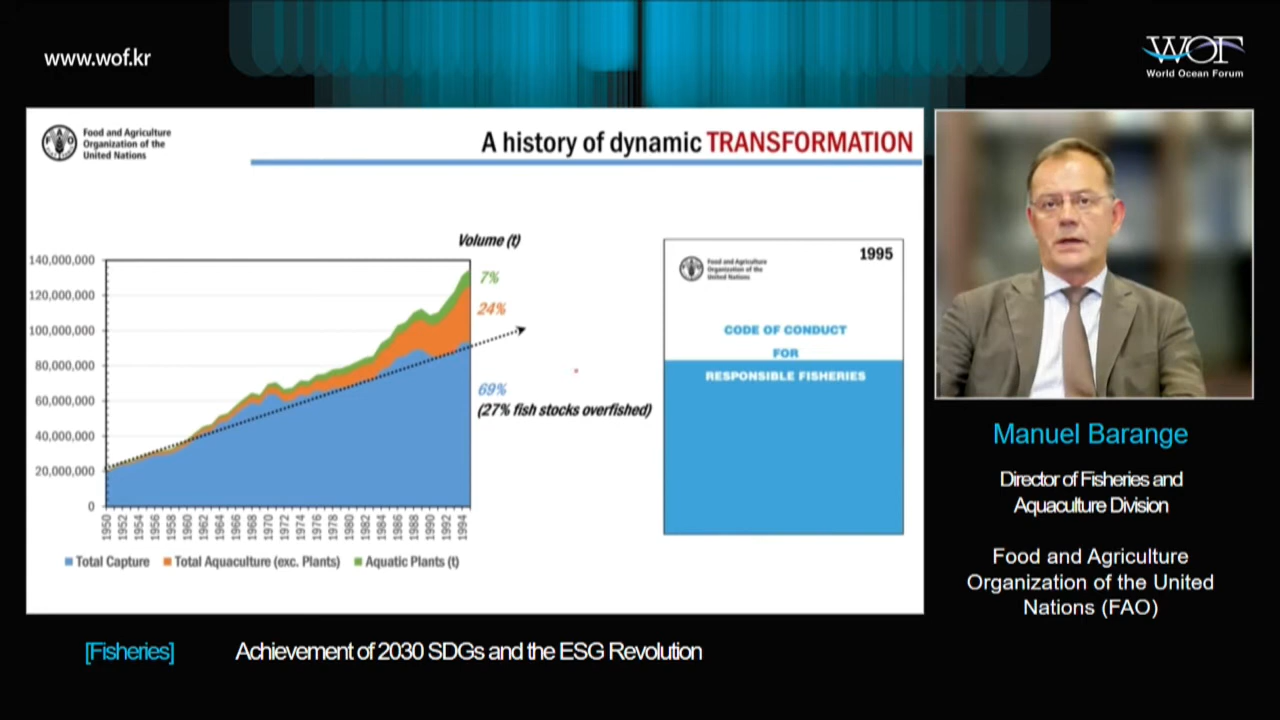 www.wof.kr
WOF
World Ocean Forum
Food and Agriculture
Organization of the
United Nations
A history of dynamic TRANSFORMATION
Volume (t)
140,000,000
120,000,000
100,000,000
80,000,000
60,000,000
40,000,000
20,000,000
0
7%
24%
69%
(27% fish stocks overfished)
1950
1952
1954
1956
1958
1960
1962
1964
1966
1968
1970
1972
1974
1976
1978
1980
1982
1984
1986
1988
1990
1992
1994
Total Capture
Total Aquaculture (exc. Plants)
Aquatic Plants (t)
1995
Food and Agriculture
Organization of the
United Nations
CODE OF CONDUCT
FOR
RESPONSIBLE FISHERIES
Manuel Barange
Director of Fisheries and
Aquaculture Division
Food and Agriculture
Organization of the United
Nations (FAO)
[Fisheries] Achievement of 2030 SDGs and the ESG Revolution